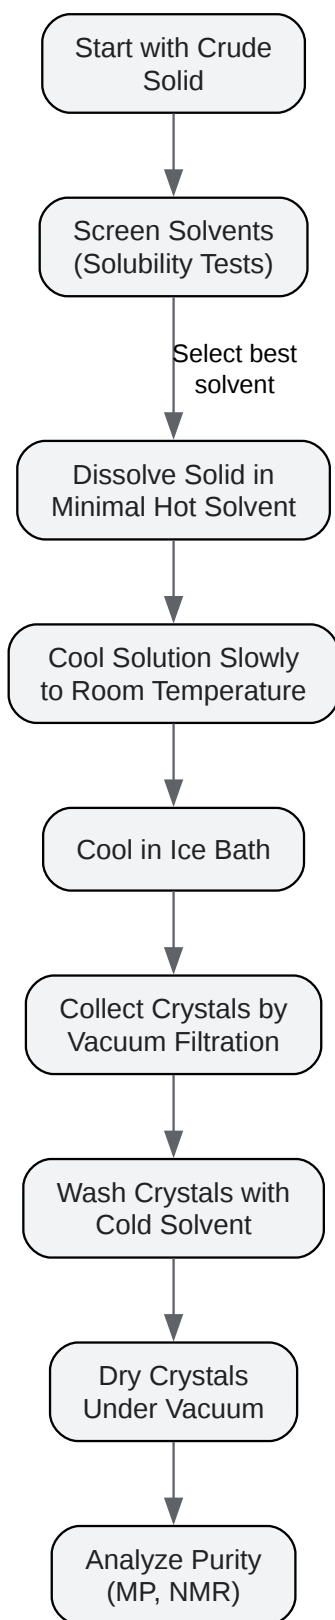 Start with Crude
Solid
Screen Solvents
(Solubility Tests)
Select best
solvent
Dissolve Solid in
Minimal Hot Solvent
Cool Solution Slowly
to Room Temperature
Cool in Ice Bath
Collect Crystals by
Vacuum Filtration
Wash Crystals with
Cold Solvent
Dry Crystals
Under Vacuum
Analyze Purity
(MP, NMR)